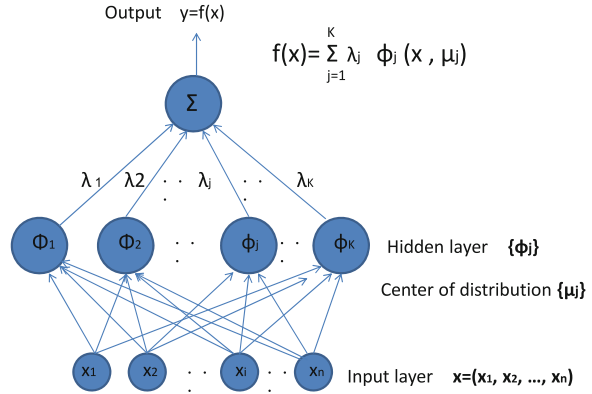 Output y=f(x)
K
f(x)= Σ λj ϕj (x , μj)
j=1
Σ
λ1 λ2 . . . λj . . . λK
Φ1 Φ2 . . . ϕj . . . ϕK
Hidden layer {ϕj}
Center of distribution {μj}
x1 x2 . . . xi . . . xn
Input layer x=(x1, x2, ..., xn)